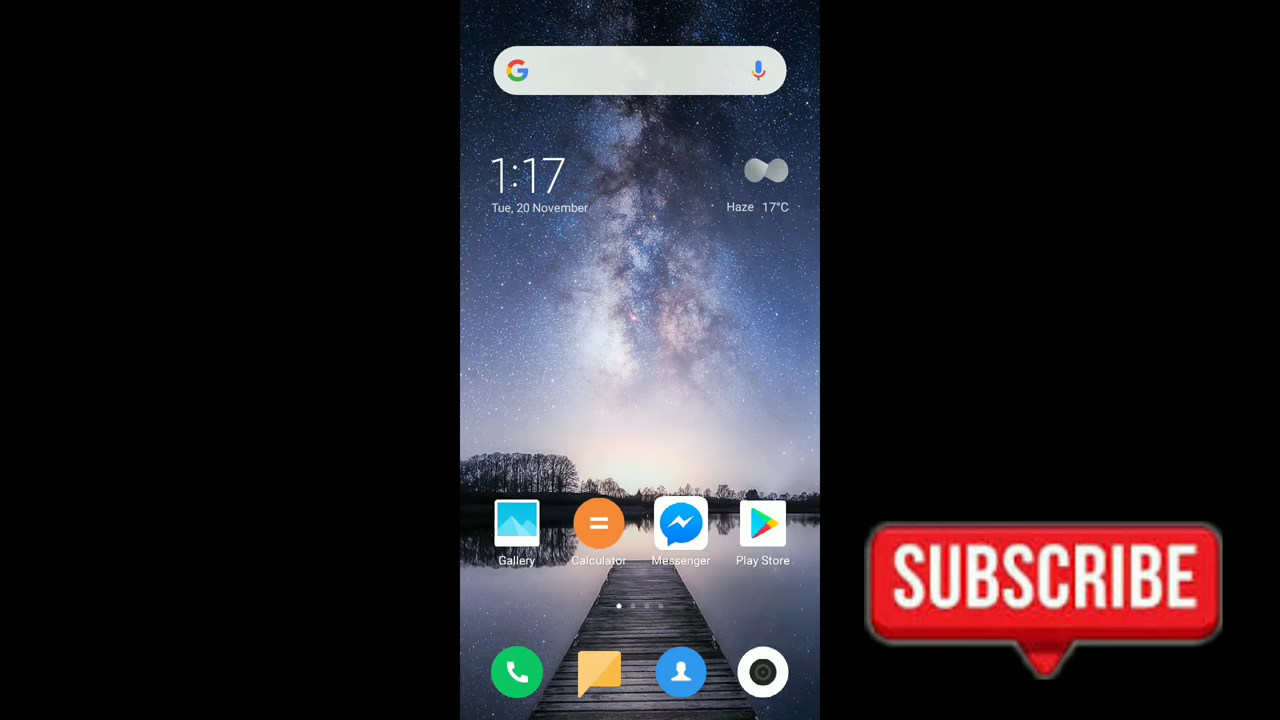 1:17
Tue, 20 November
Haze 17°C
Gallery Calculator Messenger Play Store
SUBSCRIBE